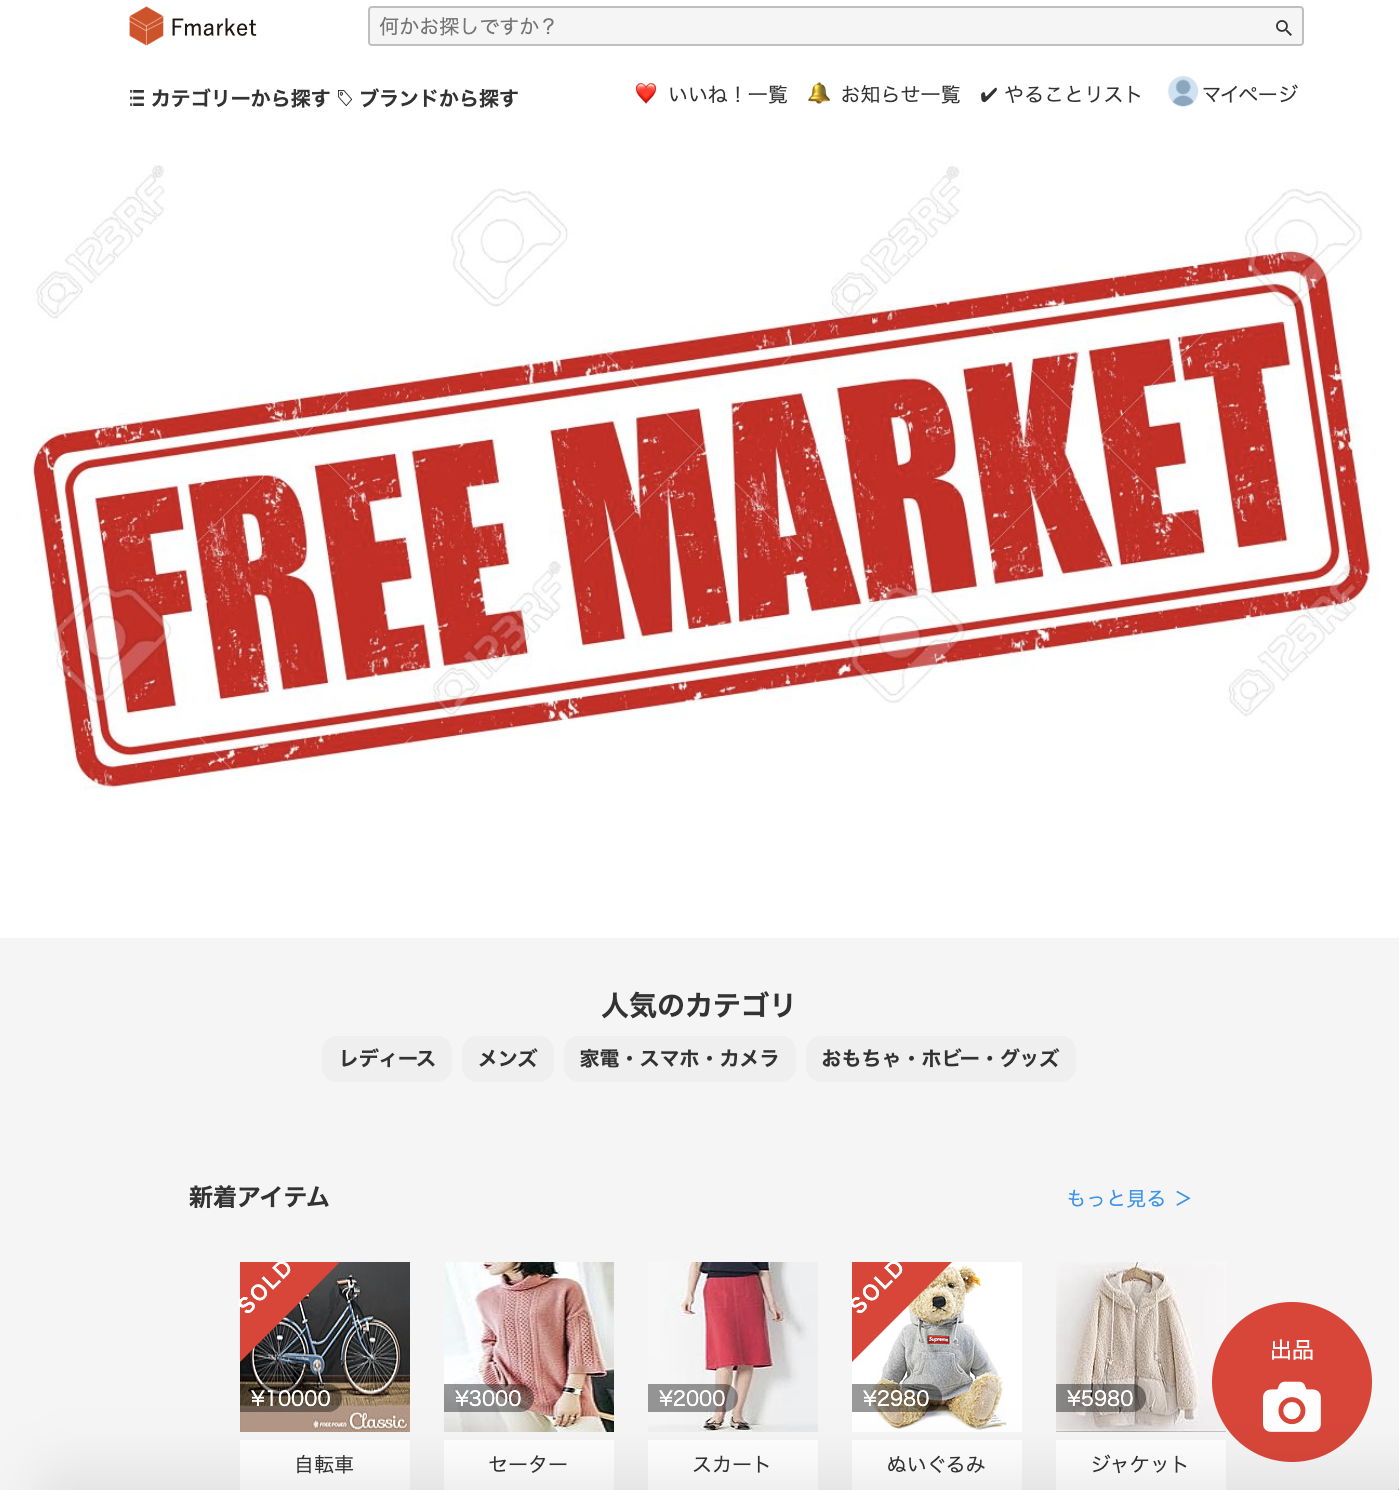 Fmarket
何かお探しですか？
カテゴリーから探す ブランドから探す
いいね！一覧 お知らせ一覧 やることリスト マイページ
123RF®
123RF®
FREE MARKET
123RF®
123RF®
人気のカテゴリ
レディース メンズ 家電・スマホ・カメラ おもちゃ・ホビー・グッズ
新着アイテム
もっと見る ＞
SOLD
SOLD
Supreme
出品
¥10000 ¥3000 ¥2000 ¥2980 ¥5980
FREE POWER Classic
自転車 セーター スカート ぬいぐるみ ジャケット